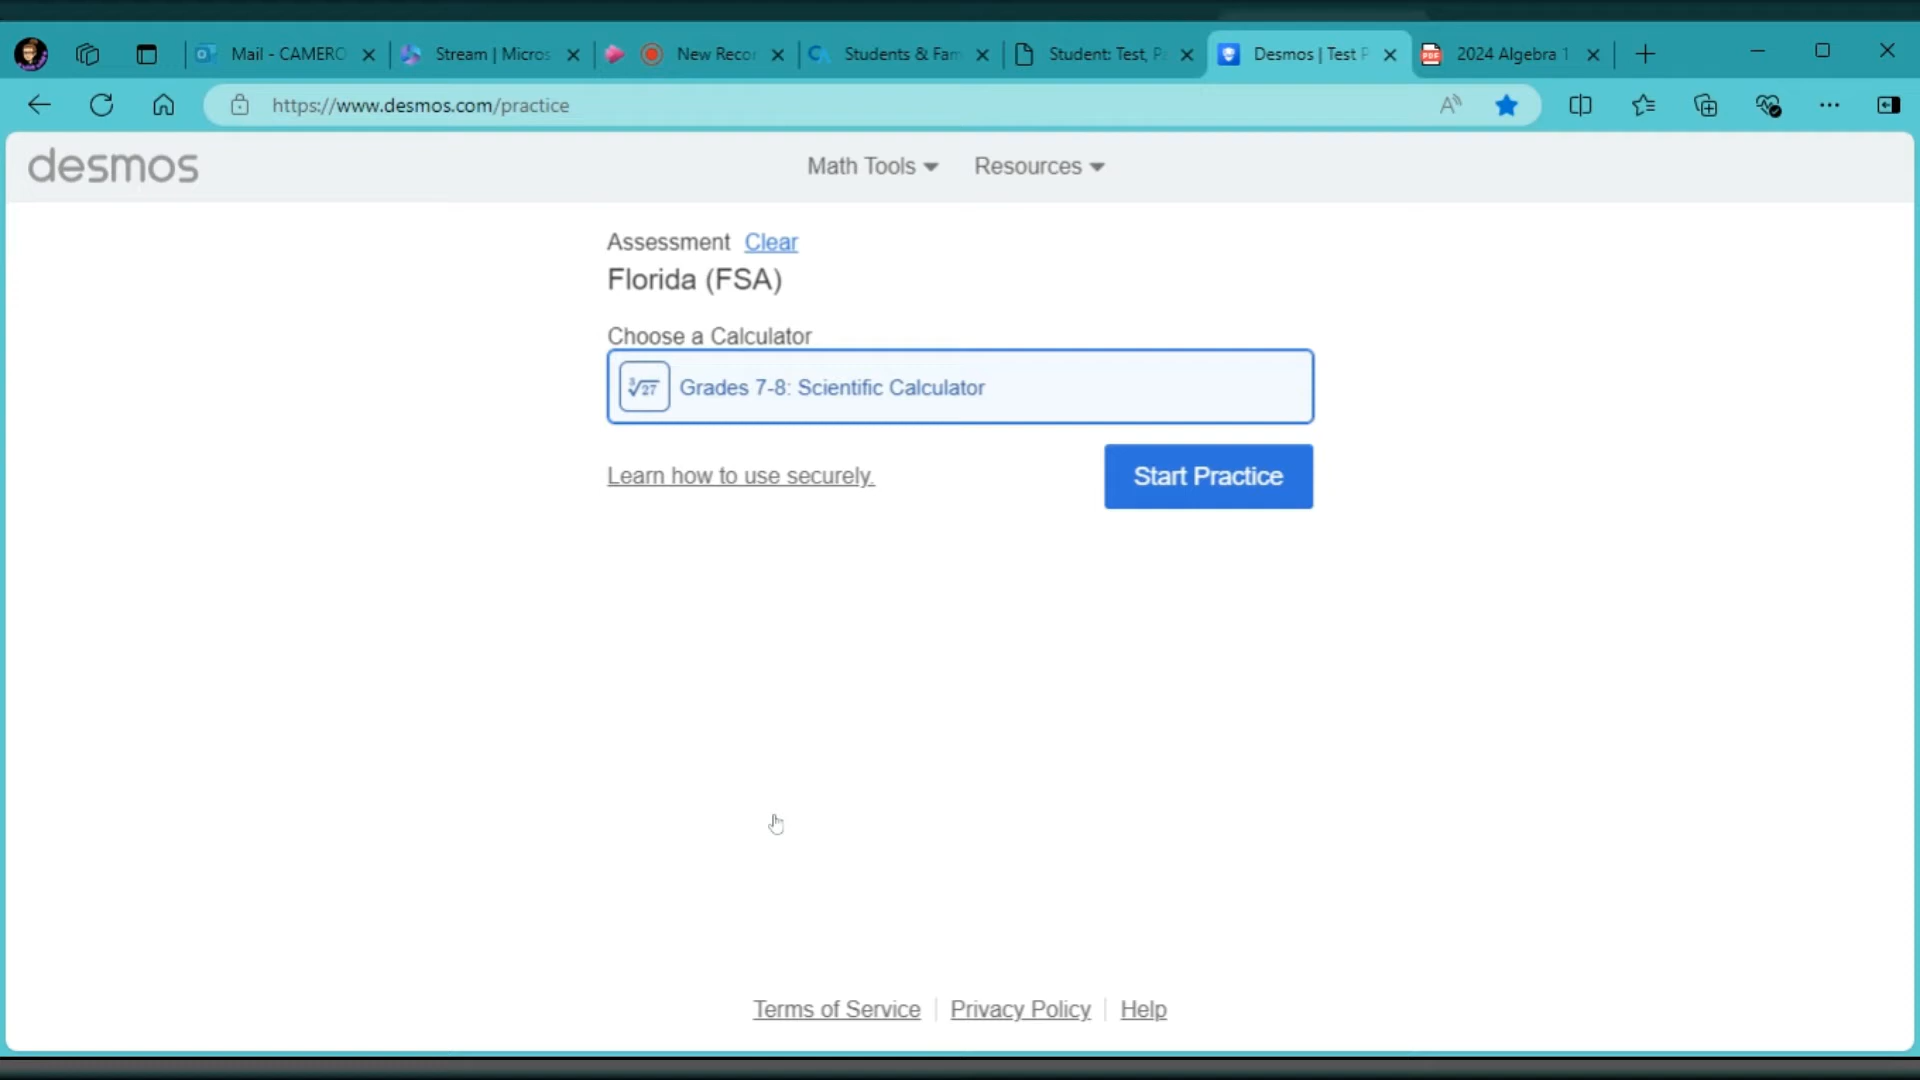 Mail - CAMERO
Stream | Micros
New Recor
Students & Fam
Student: Test, Pa
Desmos | Test P
2024 Algebra 1
https://www.desmos.com/practice
desmos
Math Tools
Resources
Assessment Clear
Florida (FSA)
Choose a Calculator
∛27 Grades 7-8: Scientific Calculator
Learn how to use securely.
Start Practice
Terms of Service | Privacy Policy | Help